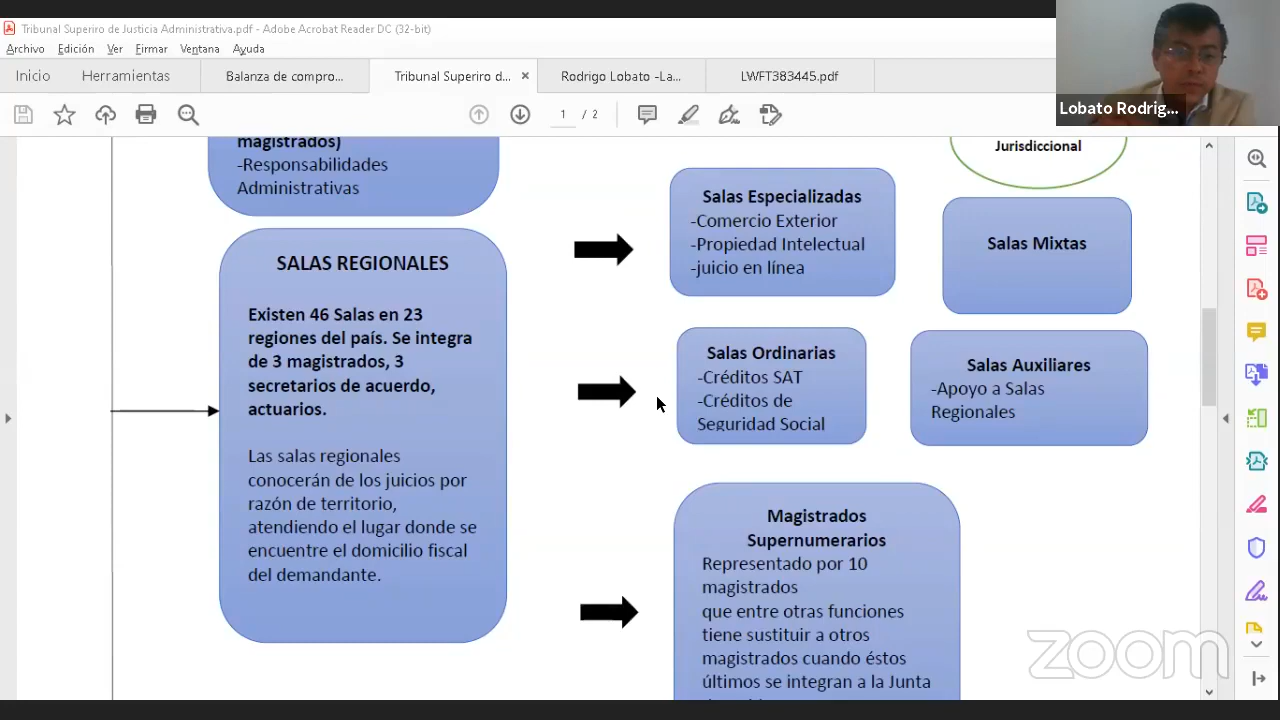 Tribunal Superiro de Justicia Administrativa.pdf - Adobe Acrobat Reader DC (32-bit)
Archivo Edición Ver Firmar Ventana Ayuda
Inicio Herramientas Balanza de compro... Tribunal Superiro d... × Rodrigo Lobato -La... LWFT383445.pdf
1 / 2
Lobato Rodrig...
magistrados)
-Responsabilidades
Administrativas
SALAS REGIONALES
Existen 46 Salas en 23
regiones del país. Se integra
de 3 magistrados, 3
secretarios de acuerdo,
actuarios.
Las salas regionales
conocerán de los juicios por
razón de territorio,
atendiendo el lugar donde se
encuentre el domicilio fiscal
del demandante.
Salas Especializadas
-Comercio Exterior
-Propiedad Intelectual
-juicio en línea
Jurisdiccional
Salas Mixtas
Salas Ordinarias
-Créditos SAT
-Créditos de
Seguridad Social
Salas Auxiliares
-Apoyo a Salas
Regionales
Magistrados
Supernumerarios
Representado por 10
magistrados
que entre otras funciones
tiene sustituir a otros
magistrados cuando éstos
últimos se integran a la Junta
zoom